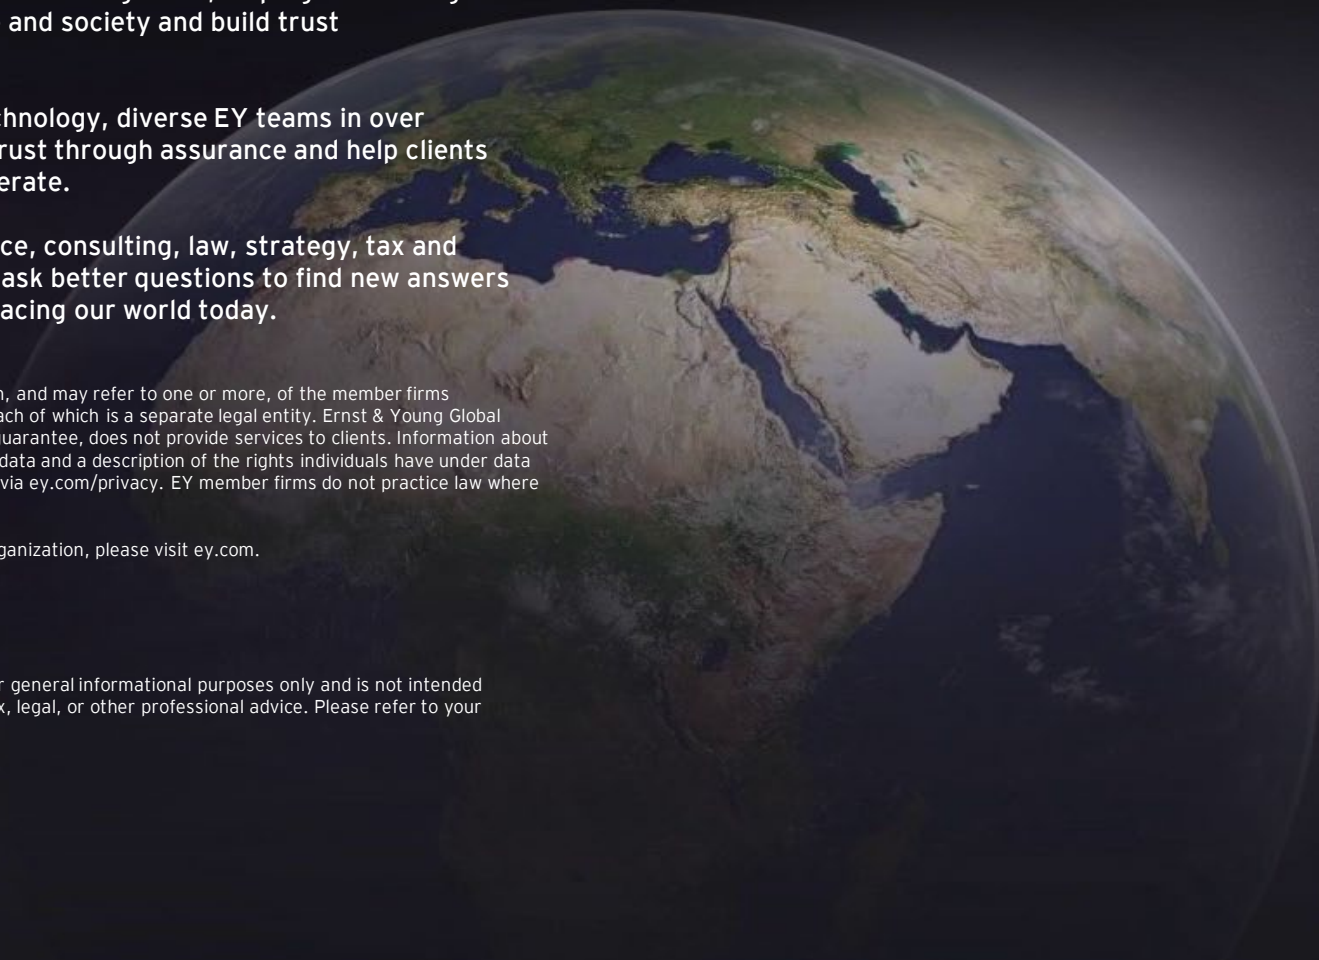 and society and build trust
chnology, diverse EY teams in over
rust through assurance and help clients
erate.
ce, consulting, law, strategy, tax and
ask better questions to find new answers
acing our world today.
n, and may refer to one or more, of the member firms
ach of which is a separate legal entity. Ernst & Young Global
guarantee, does not provide services to clients. Information about
data and a description of the rights individuals have under data
via ey.com/privacy. EY member firms do not practice law where
ganization, please visit ey.com.
r general informational purposes only and is not intended
x, legal, or other professional advice. Please refer to your